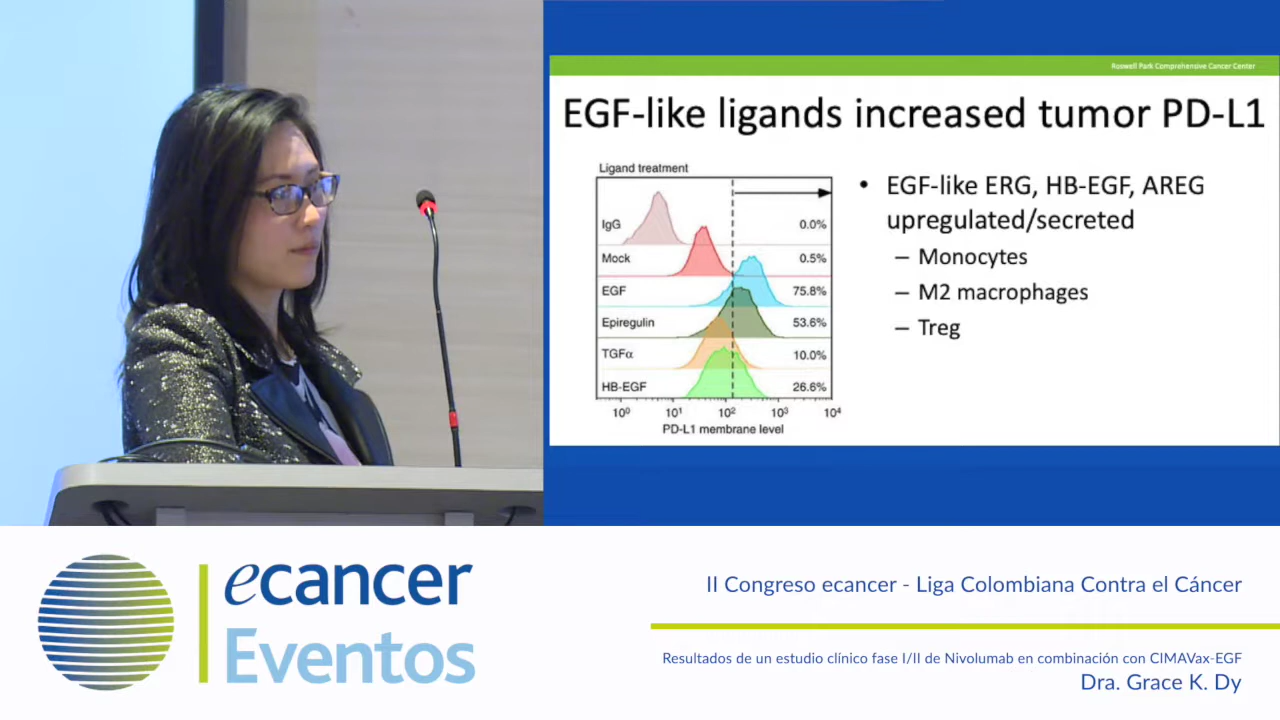 Roswell Park Comprehensive Cancer Center
EGF-like ligands increased tumor PD-L1
Ligand treatment
IgG 0.0%
Mock 0.5%
EGF 75.8%
Epiregulin 53.6%
TGFα 10.0%
HB-EGF 26.6%
10⁰ 10¹ 10² 10³ 10⁴
PD-L1 membrane level
• EGF-like ERG, HB-EGF, AREG
upregulated/secreted
– Monocytes
– M2 macrophages
– Treg
ecancer
Eventos
II Congreso ecancer - Liga Colombiana Contra el Cáncer
Resultados de un estudio clínico fase I/II de Nivolumab en combinación con CIMAVax-EGF
Dra. Grace K. Dy